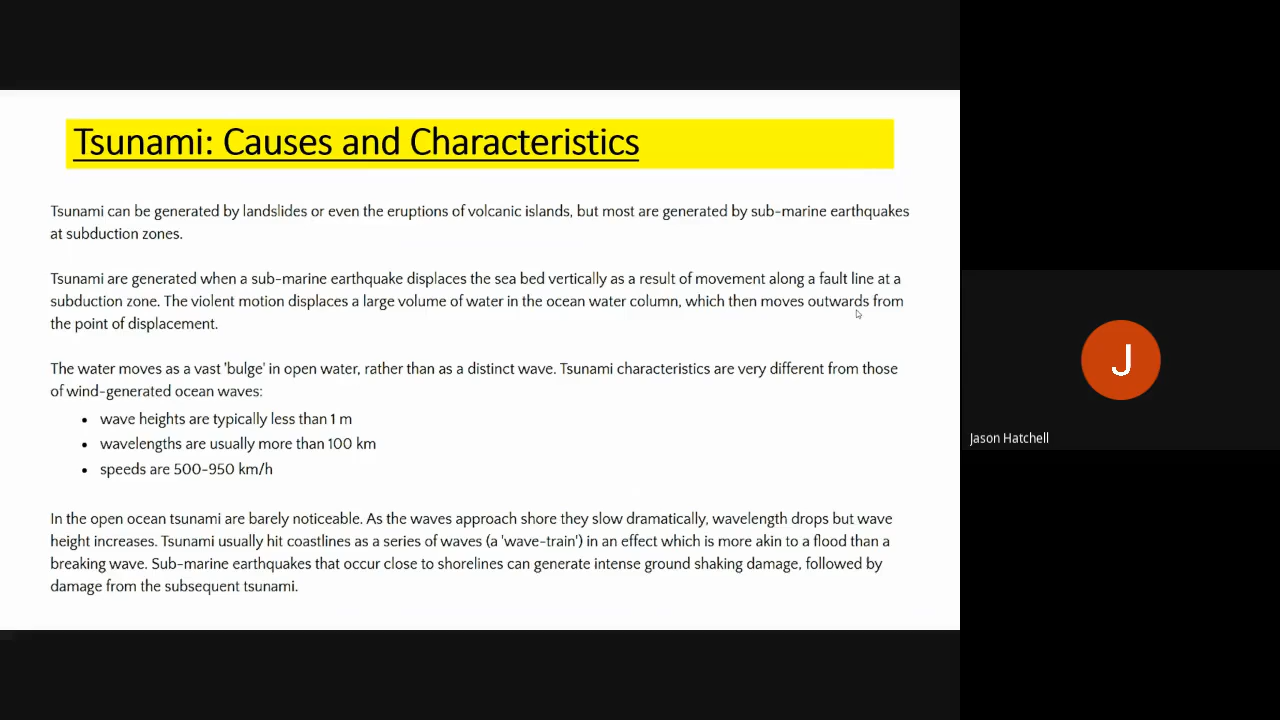 Tsunami: Causes and Characteristics
Tsunami can be generated by landslides or even the eruptions of volcanic islands, but most are generated by sub-marine earthquakes
at subduction zones.
Tsunami are generated when a sub-marine earthquake displaces the sea bed vertically as a result of movement along a fault line at a
subduction zone. The violent motion displaces a large volume of water in the ocean water column, which then moves outwards from
the point of displacement.
The water moves as a vast 'bulge' in open water, rather than as a distinct wave. Tsunami characteristics are very different from those
of wind-generated ocean waves:
• wave heights are typically less than 1 m
• wavelengths are usually more than 100 km
• speeds are 500-950 km/h
In the open ocean tsunami are barely noticeable. As the waves approach shore they slow dramatically, wavelength drops but wave
height increases. Tsunami usually hit coastlines as a series of waves (a 'wave-train') in an effect which is more akin to a flood than a
breaking wave. Sub-marine earthquakes that occur close to shorelines can generate intense ground shaking damage, followed by
damage from the subsequent tsunami.
J
Jason Hatchell